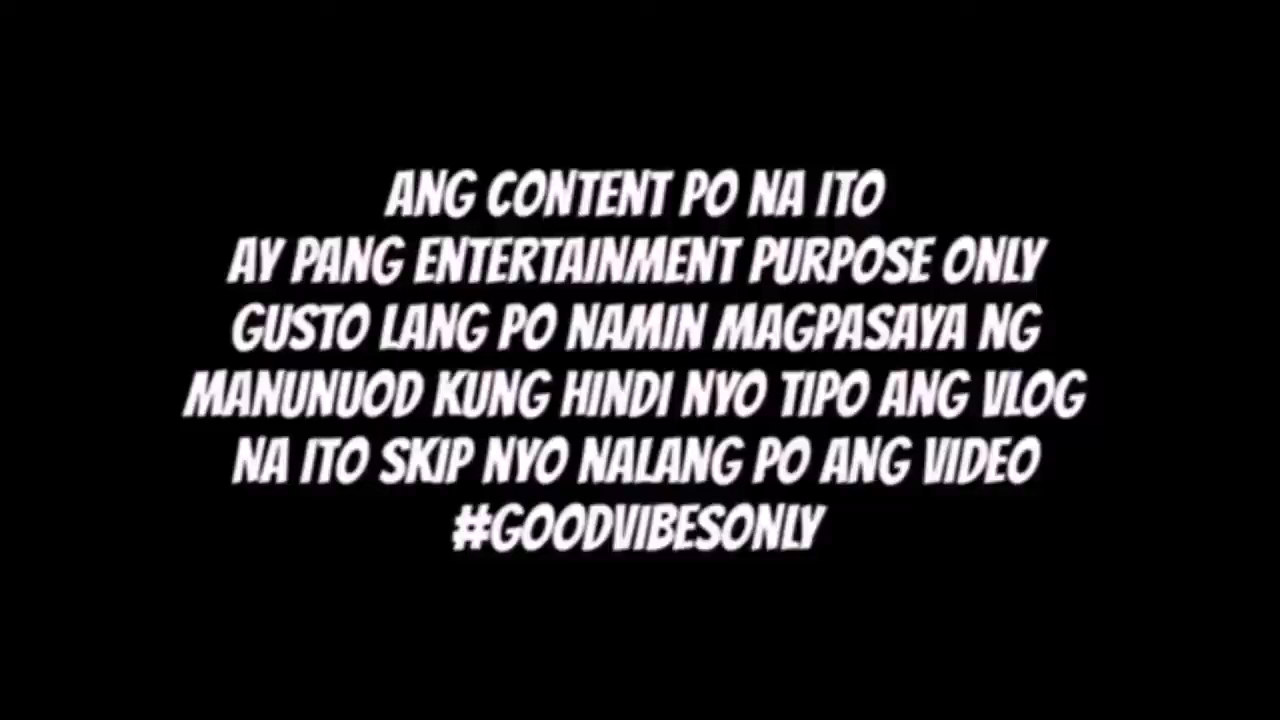 ANG CONTENT PO NA ITO
AY PANG ENTERTAINMENT PURPOSE ONLY
GUSTO LANG PO NAMIN MAGPASAYA NG
MANUNUOD KUNG HINDI NYO TIPO ANG VLOG
NA ITO SKIP NYO NALANG PO ANG VIDEO
#GOODVIBESONLY